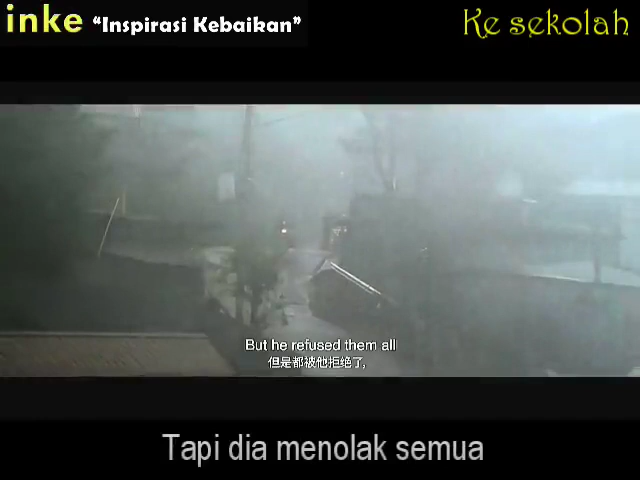 inke “Inspirasi Kebaikan”
Ke sekolah
But he refused them all
但是都被他拒绝了,
Tapi dia menolak semua